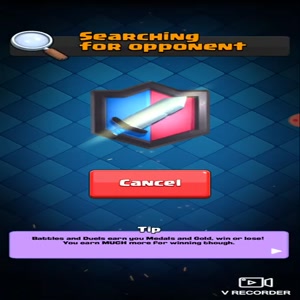 Searching
for opponent
Cancel
Tip
Battles and Duels earn you Medals and Gold, win or lose!
You earn MUCH more for winning though.
V RECORDER